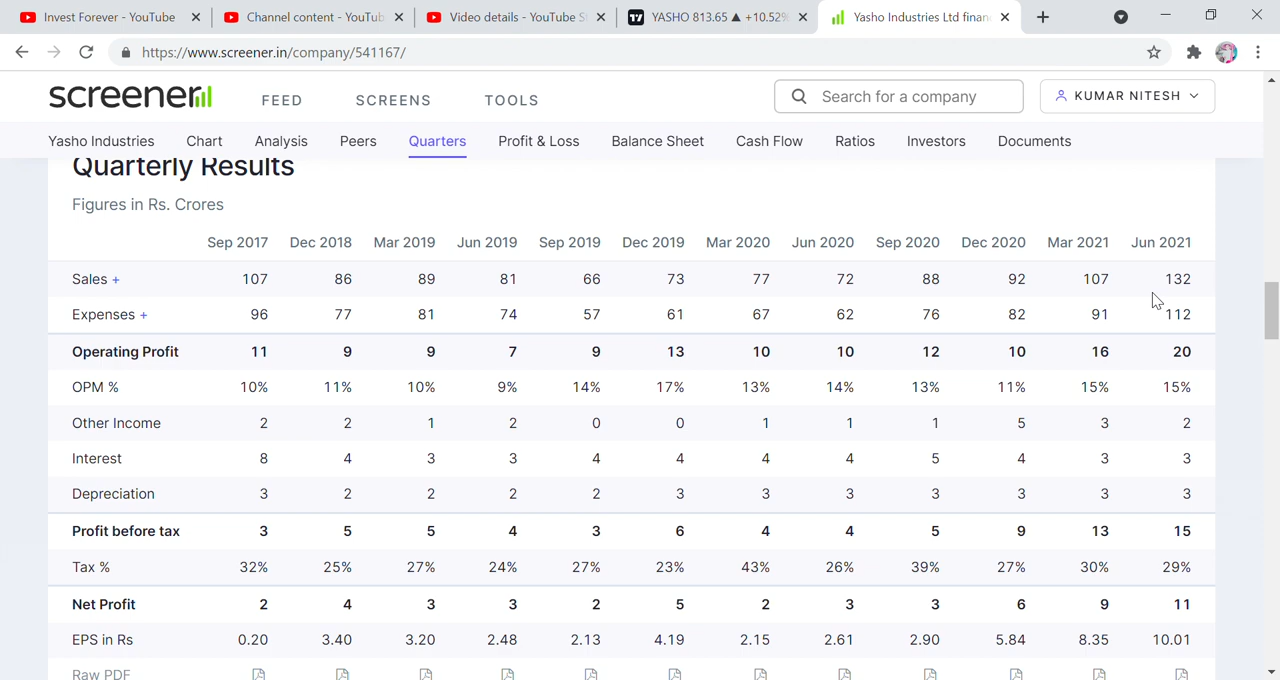 Invest Forever - YouTube
Channel content - YouTub
Video details - YouTube S
YASHO 813.65 ▲ +10.52%
Yasho Industries Ltd finan
https://www.screener.in/company/541167/
screener
FEED SCREENS TOOLS
Search for a company
KUMAR NITESH
Yasho Industries Chart Analysis Peers Quarters Profit & Loss Balance Sheet Cash Flow Ratios Investors Documents
Quarterly Results
Figures in Rs. Crores
Sep 2017 Dec 2018 Mar 2019 Jun 2019 Sep 2019 Dec 2019 Mar 2020 Jun 2020 Sep 2020 Dec 2020 Mar 2021 Jun 2021
Sales + 107 86 89 81 66 73 77 72 88 92 107 132
Expenses + 96 77 81 74 57 61 67 62 76 82 91 112
Operating Profit 11 9 9 7 9 13 10 10 12 10 16 20
OPM % 10% 11% 10% 9% 14% 17% 13% 14% 13% 11% 15% 15%
Other Income 2 2 1 2 0 0 1 1 1 5 3 2
Interest 8 4 3 3 4 4 4 4 5 4 3 3
Depreciation 3 2 2 2 2 3 3 3 3 3 3 3
Profit before tax 3 5 5 4 3 6 4 4 5 9 13 15
Tax % 32% 25% 27% 24% 27% 23% 43% 26% 39% 27% 30% 29%
Net Profit 2 4 3 3 2 5 2 3 3 6 9 11
EPS in Rs 0.20 3.40 3.20 2.48 2.13 4.19 2.15 2.61 2.90 5.84 8.35 10.01
Raw PDF